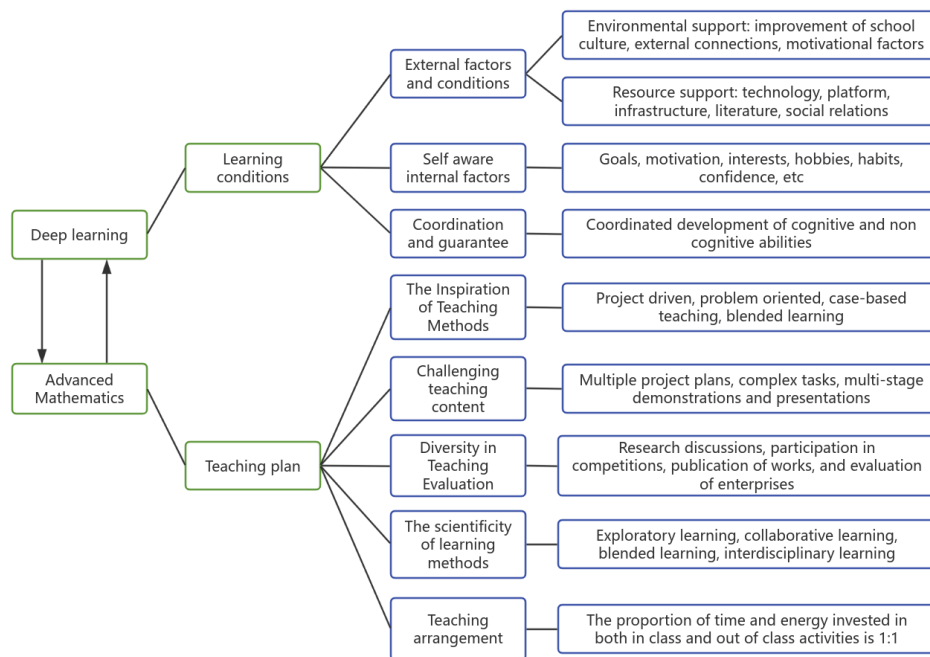 Deep learning
Advanced
Mathematics
Learning
conditions
Teaching plan
External factors
and conditions
Self aware
internal factors
Coordination
and guarantee
The Inspiration
of Teaching
Methods
Challenging
teaching
content
Diversity in
Teaching
Evaluation
The scientificity
of learning
methods
Teaching
arrangement
Environmental support: improvement of school
culture, external connections, motivational factors
Resource support: technology, platform,
infrastructure, literature, social relations
Goals, motivation, interests, hobbies, habits,
confidence, etc
Coordinated development of cognitive and non
cognitive abilities
Project driven, problem oriented, case-based
teaching, blended learning
Multiple project plans, complex tasks, multi-stage
demonstrations and presentations
Research discussions, participation in
competitions, publication of works, and evaluation
of enterprises
Exploratory learning, collaborative learning,
blended learning, interdisciplinary learning
The proportion of time and energy invested in
both in class and out of class activities is 1:1